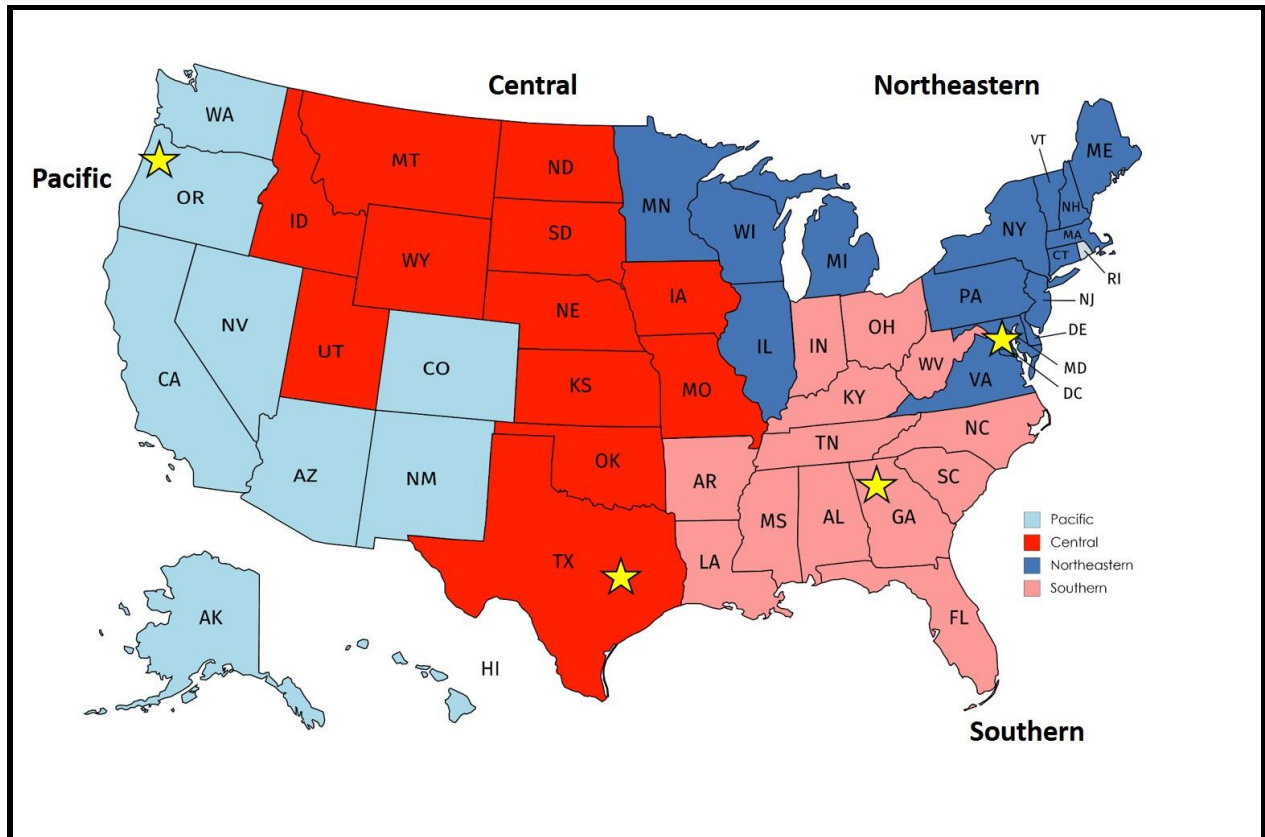 Central
Northeastern
Pacific
WA
MT
ND
MN
VT
ME
OR
ID
SD
WI
NY
NH
MA
CT
RI
WY
MI
IA
PA
NJ
NE
NV
UT
CO
IL
IN
OH
DE
MD
DC
WV
VA
CA
KS
MO
KY
NC
TN
AZ
NM
OK
AR
SC
MS
AL
GA
TX
LA
AK
HI
FL
Pacific
Central
Northeastern
Southern
Southern